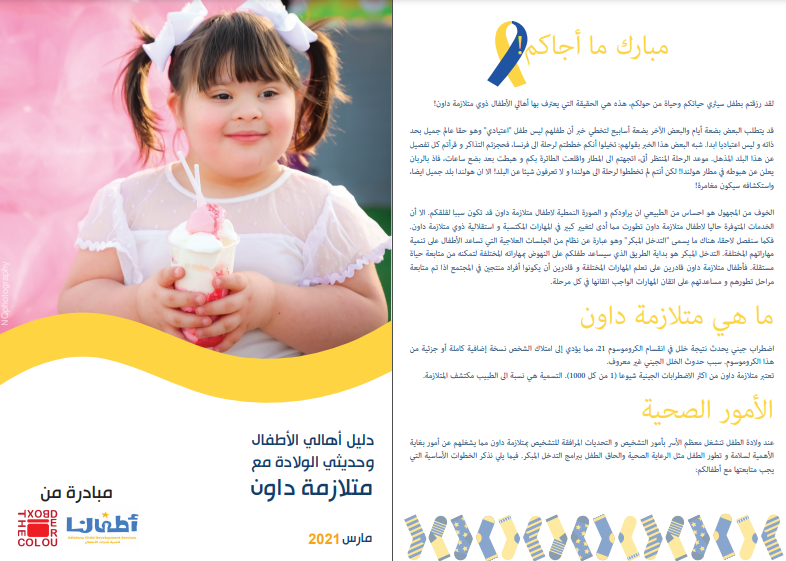 NQphotography
دليل أهالي الأطفال
وحديثي الولادة مع
متلازمة داون
مبادرة من
THE
COLOU
RED
BOX
أطفالنا
مارس 2021
مبارك ما أجاكم!
لقد رزقتم بطفل سيثري حياتكم وحياة من حولكم، هذه هي الحقيقة التي يعترف بها أهالي الأطفال ذوي متلازمة داون!
قد يتطلب البعض بضعة أيام والبعض الآخر بضعة أسابيع لتخطي خبر أن طفلهم ليس طفل "اعتيادي" وهو حقا عالم جميل بحد
ذاته و ليس اعتياديا ابدا. شبه البعض هذا الخبر بقولهم: تخيلوا أنكم خططتم لرحلة الى فرنسا، فحجزتم التذاكر و قرأتم كل تفصيل
عن هذا البلد المذهل. موعد الرحلة المنتظر أتى، اتجهتم الى المطار واقلعت الطائرة بكم و هبطت بعد بضع ساعات، فاذ بالربان
يعلن عن هبوطه في مطار هولندا!! لكن أنتم لم تخططوا لرحلة الى هولندا و لا تعرفون شيئا عن البلد! الا ان هولندا بلد جميل ايضا،
واستكشافه سيكون مغامرة!
الخوف من المجهول هو احساس من الطبيعي ان يراودكم و الصورة النمطية لاطفال متلازمة داون قد تكون سببا لقلقكم. الا أن
الخدمات المتوفرة حاليا لاطفال متلازمة داون تطورت مما أدى لتغيير كبير في المهارات المكتسبة و استقلالية ذوي متلازمة داون.
فكما سنفصل لاحقا، هناك ما يسمى "التدخل المبكر" وهو عبارة عن نظام من الجلسات العلاجية التي تساعد الأطفال على تنمية
مهاراتهم المختلفة. التدخل المبكر هو بداية الطريق الذي سيساعد طفلكم على النهوض بمهاراته المختلفة لتمكنه من متابعة حياة
مستقلة. فأطفال متلازمة داون قادرين على تعلم المهارات المختلفة و قادرين أن يكونوا أفراد منتجين في المجتمع اذا تم متابعة
مراحل تطورهم و مساعدتهم على اتقان المهارات الواجب اتقانها في كل مرحلة.
ما هي متلازمة داون
اضطراب جيني يحدث نتيجة خلل في انقسام الكروموسوم 21، مما يؤدي إلى امتلاك الشخص نسخة إضافية كاملة أو جزئية من
هذا الكروموسوم. سبب حدوث الخلل الجيني غير معروف.
تعتبر متلازمة داون من اكثر الاضطرابات الجينية شيوعا (1 من كل 1000). التسمية هي نسبة الى الطبيب مكتشف المتلازمة.
الأمور الصحية
عند ولادة الطفل تنشغل معظم الأسر بأمور التشخيص و التحديات المرافقة للتشخيص بمتلازمة داون مما يشغلهم عن أمور بغاية
الأهمية لسلامة و تطور الطفل مثل الرعاية الصحية والحاق الطفل ببرامج التدخل المبكر. فيما يلي نذكر الخطوات الأساسية التي
يجب متابعتها مع أطفالكم: